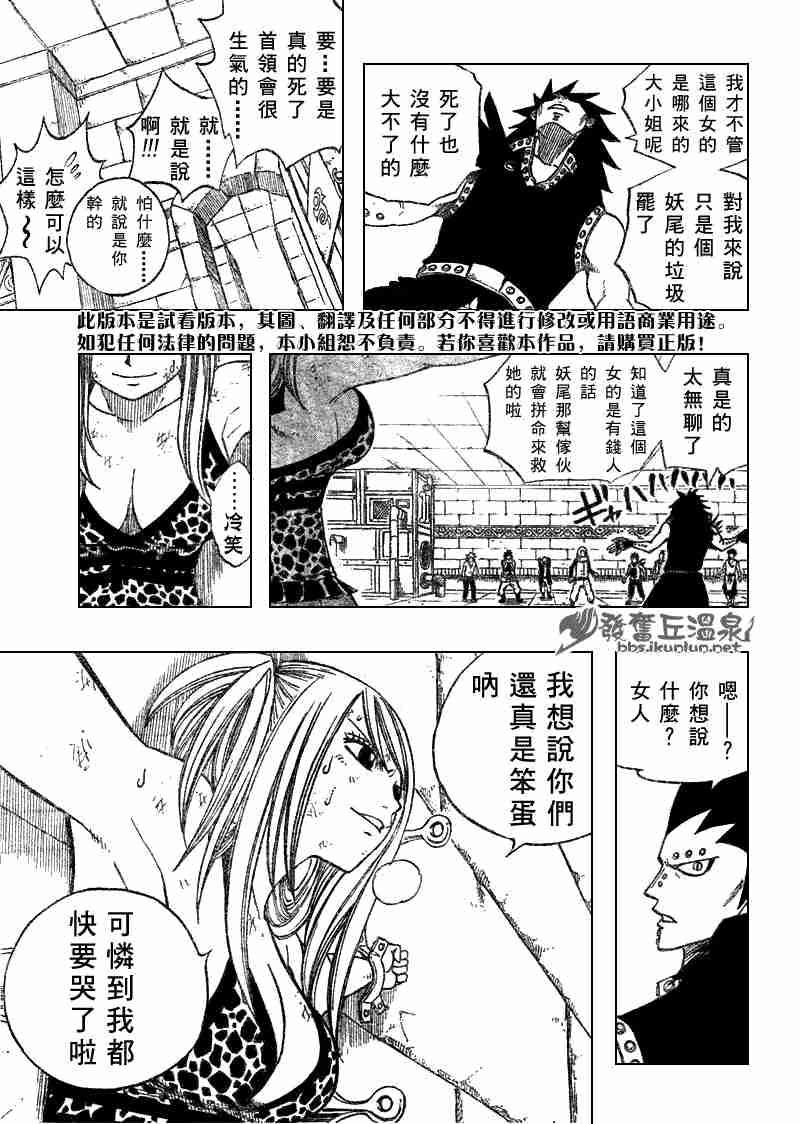 我才不管
這個女的
是哪來的
大小姐呢
對我來說
只是個
妖尾的垃圾
罷了
死了也
沒有什麼
大不了的
要…要是
真的死了
首領會很
生氣的……
就……
就是說
啊!!!
怕什麼……
就說是你
幹的
怎麼可以
這樣~
此版本是試看版本，其圖、翻譯及任何部分不得進行修改或用語商業用途。
如犯任何法律的問題，本小組恕不負責。若你喜歡本作品，請購買正版!
真是的
太無聊了
知道了這個
女的是有錢人
的話
妖尾那幫傢伙
就會拼命來救
她的啦
ギャ
……冷笑
發奮丘溫泉
bbs.ikuplup.net
嗯——?
你想說
什麼?
女人
我想說你們
還真是笨蛋
吶
可憐到我都
快要哭了啦